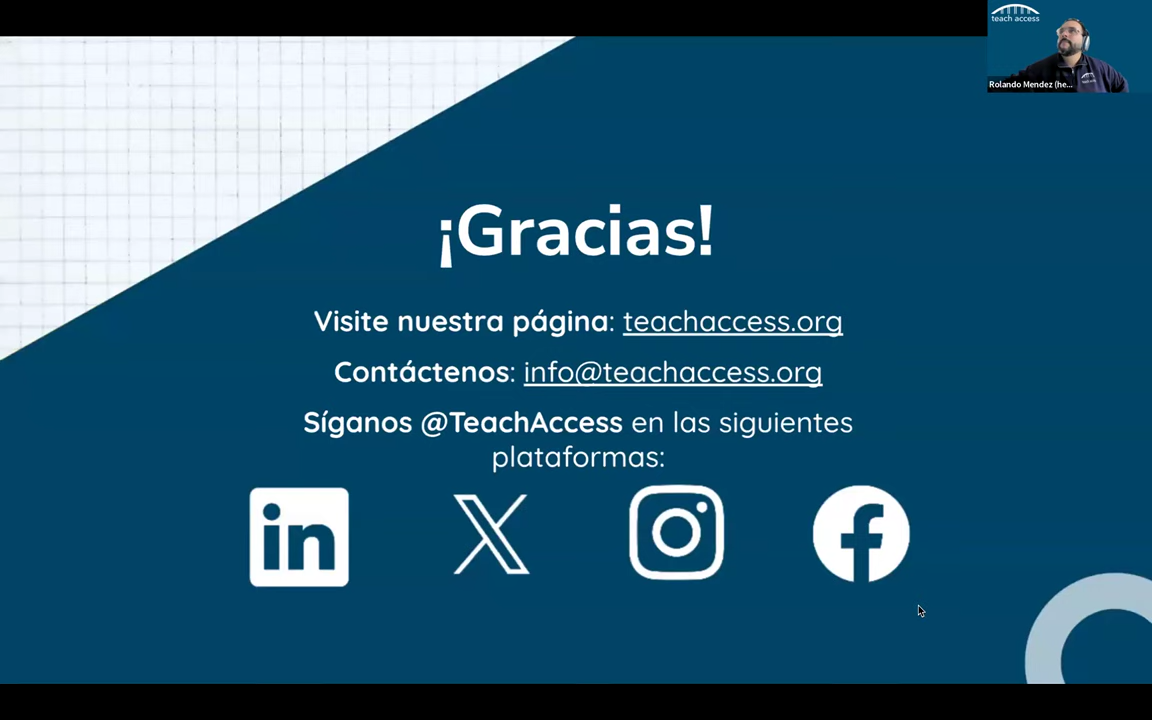 teach access
Rolando Mendez (he...
¡Gracias!
Visite nuestra página: teachaccess.org
Contáctenos: info@teachaccess.org
Síganos @TeachAccess en las siguientes
plataformas:
in
X
f